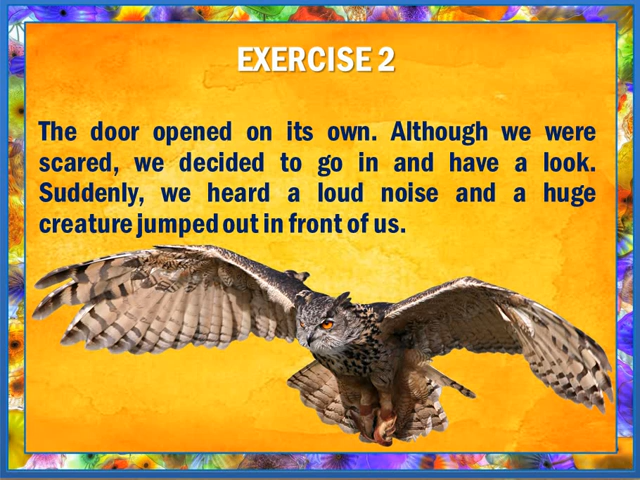 EXERCISE 2
The door opened on its own. Although we were
scared, we decided to go in and have a look.
Suddenly, we heard a loud noise and a huge
creature jumped out in front of us.